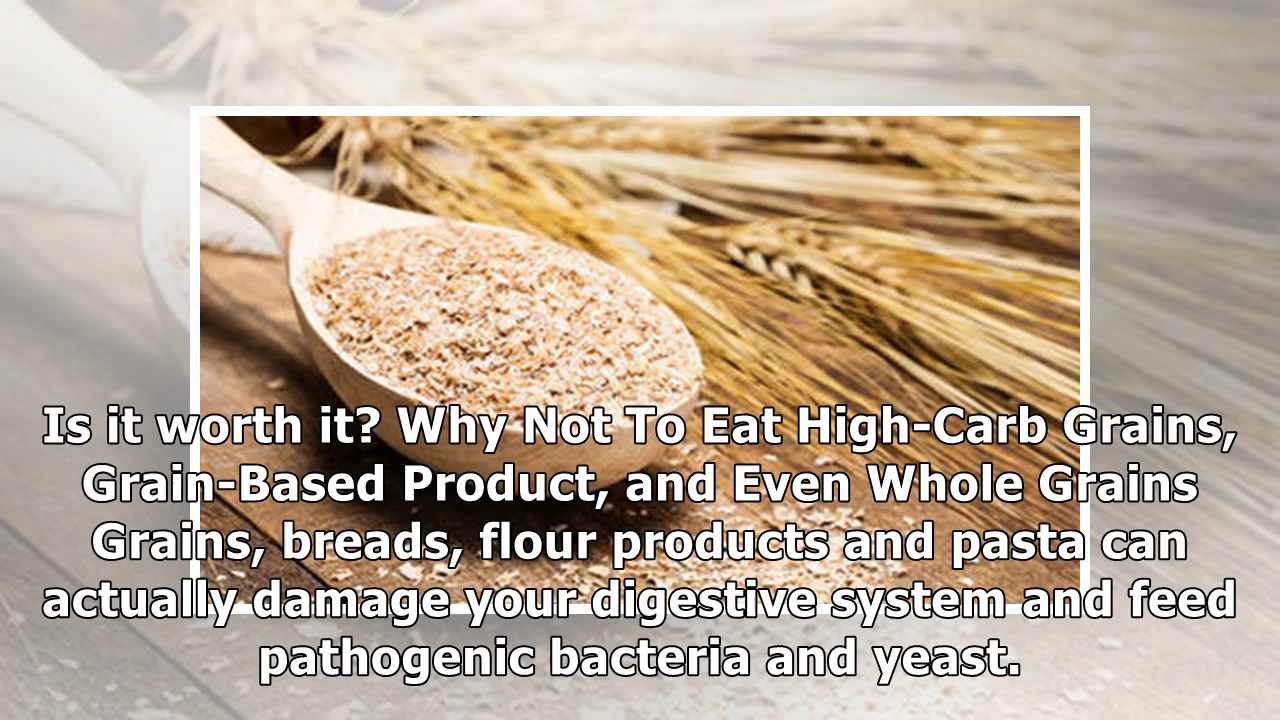 Is it worth it? Why Not To Eat High-Carb Grains,
Grain-Based Product, and Even Whole Grains
Grains, breads, flour products and pasta can
actually damage your digestive system and feed
pathogenic bacteria and yeast.